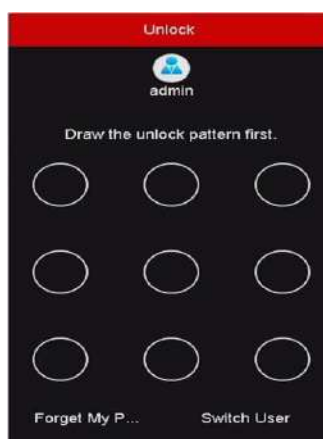 Unlock
admin
Draw the unlock pattern first.
Forget My P... Switch User